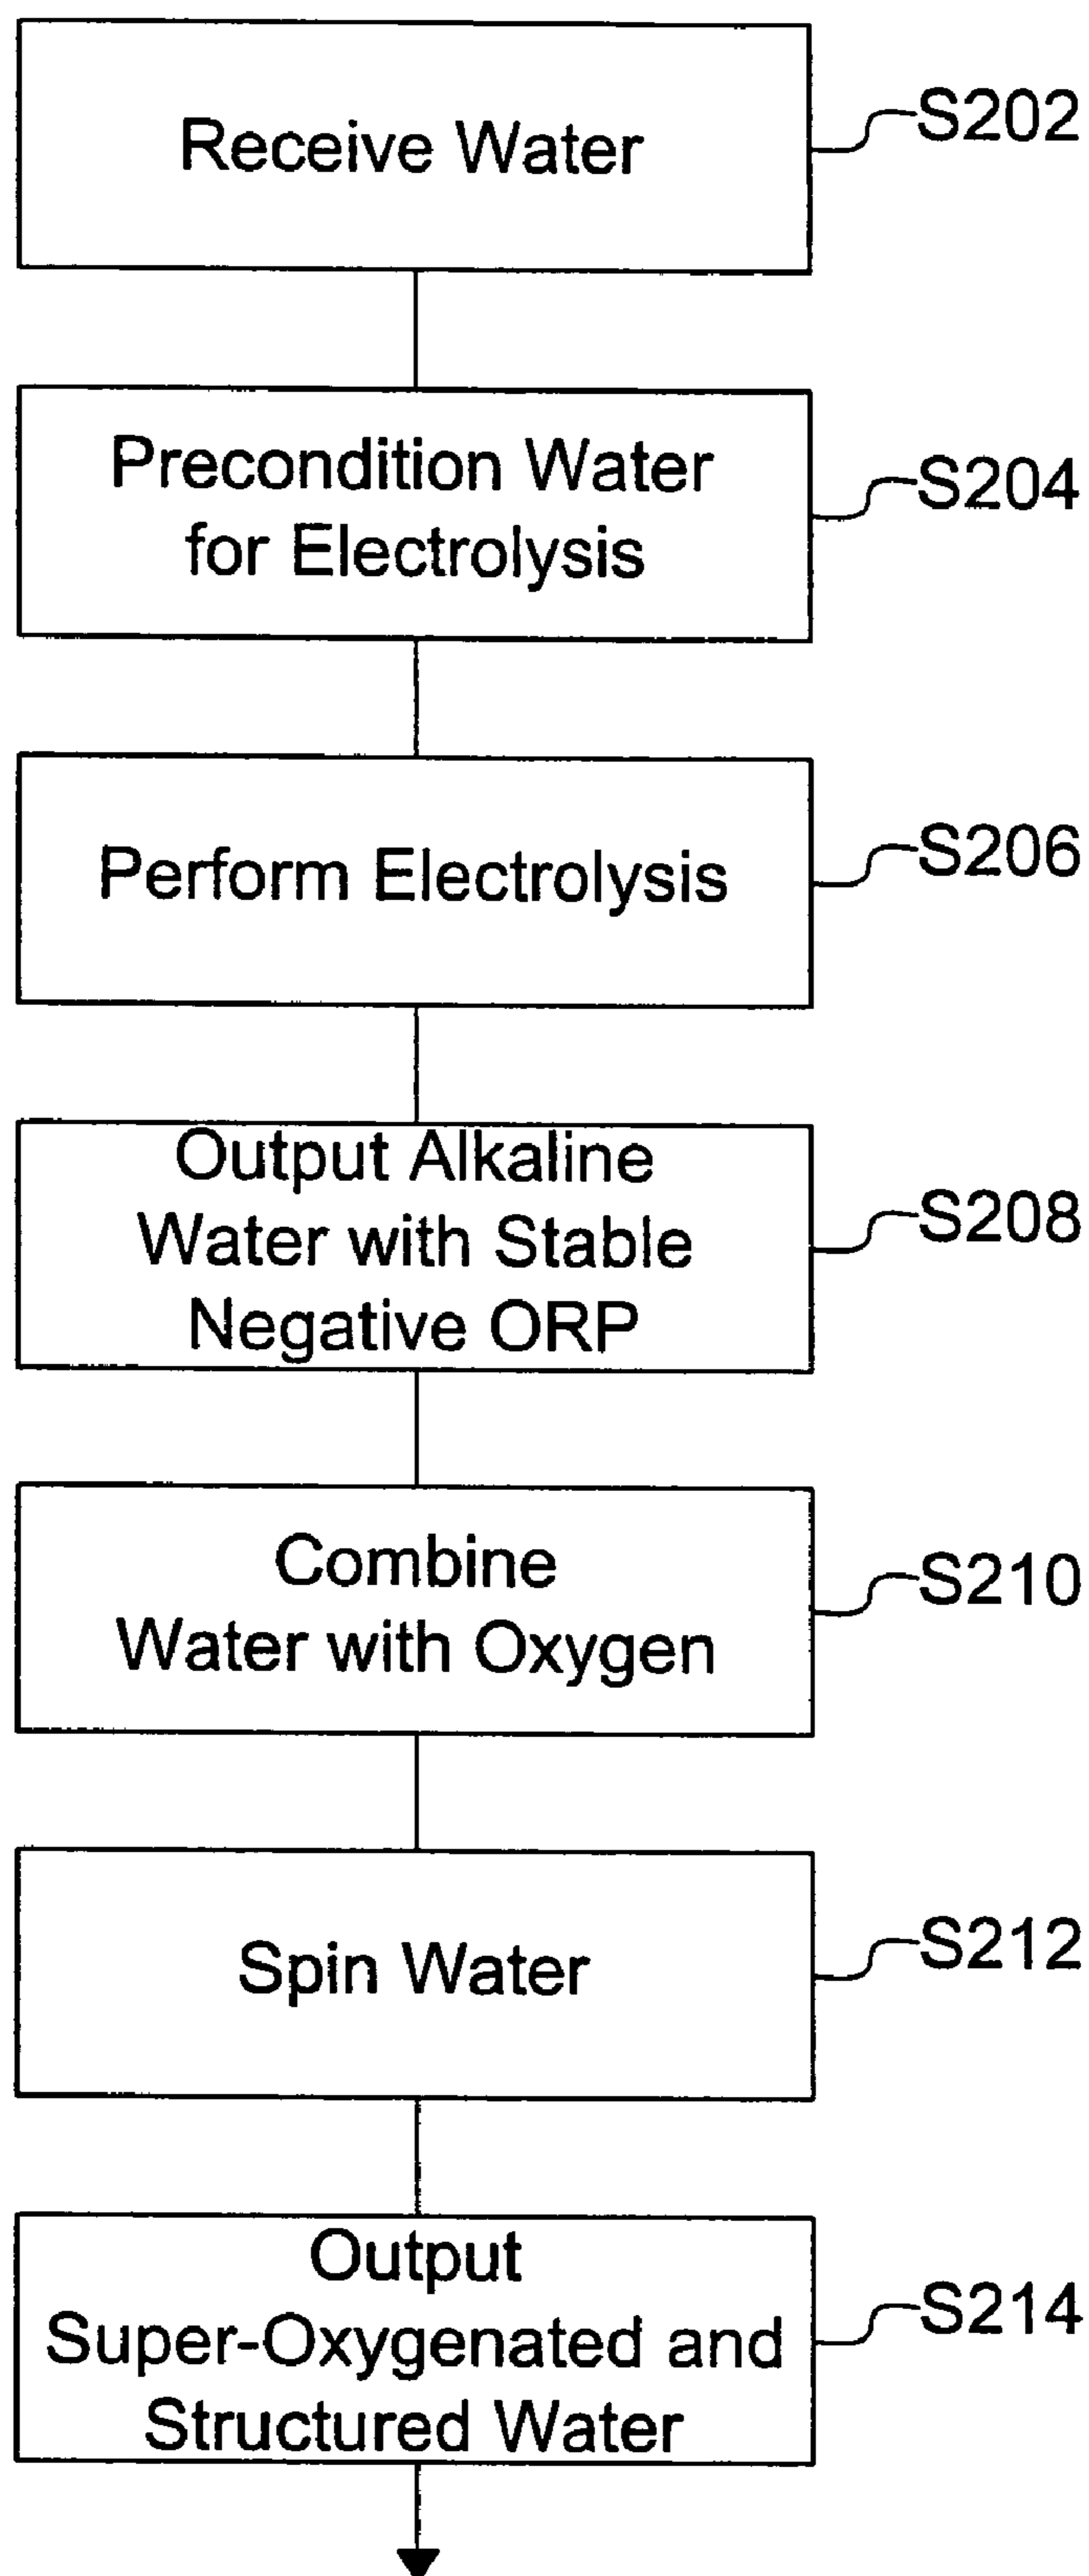 Receive Water
S202
Precondition Water
for Electrolysis
S204
Perform Electrolysis
S206
Output Alkaline
Water with Stable
Negative ORP
S208
Combine
Water with Oxygen
S210
Spin Water
S212
Output
Super-Oxygenated and
Structured Water
S214